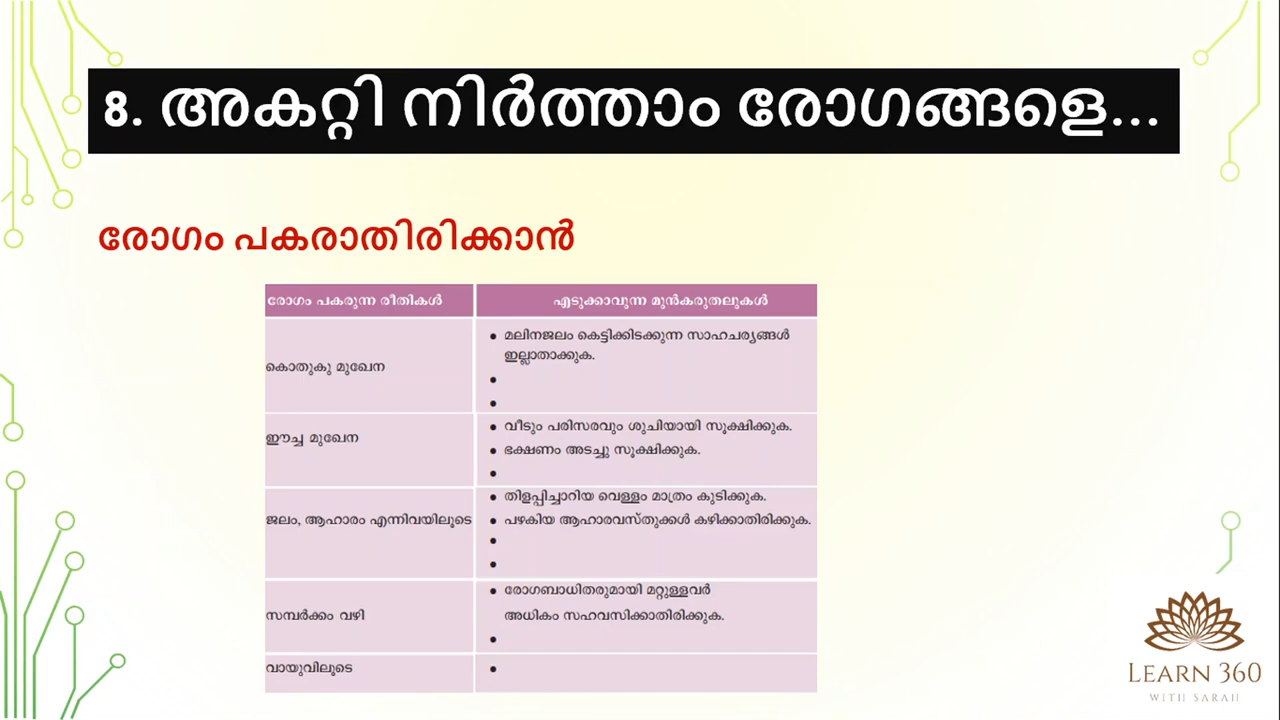 8. അകറ്റി നിർത്താം രോഗങ്ങളെ...
രോഗം പകരാതിരിക്കാൻ
രോഗം പകരുന്ന രീതികൾ
എടുക്കാവുന്ന മുൻകരുതലുകൾ
കൊതുകു മുഖേന
• മലിനജലം കെട്ടിക്കിടക്കുന്ന സാഹചര്യങ്ങൾ
ഇല്ലാതാക്കുക.
•
•
ഈച്ച മുഖേന
• വീടും പരിസരവും ശുചിയായി സൂക്ഷിക്കുക.
• ഭക്ഷണം അടച്ചു സൂക്ഷിക്കുക.
•
ജലം, ആഹാരം എന്നിവയിലൂടെ
• തിളപ്പിച്ചാറിയ വെള്ളം മാത്രം കുടിക്കുക.
• പഴകിയ ആഹാരവസ്തുക്കൾ കഴിക്കാതിരിക്കുക.
•
•
സമ്പർക്കം വഴി
• രോഗബാധിതരുമായി മറ്റുള്ളവർ
അധികം സഹവസിക്കാതിരിക്കുക.
•
വായുവിലൂടെ
•
LEARN 360
WITH SARAH